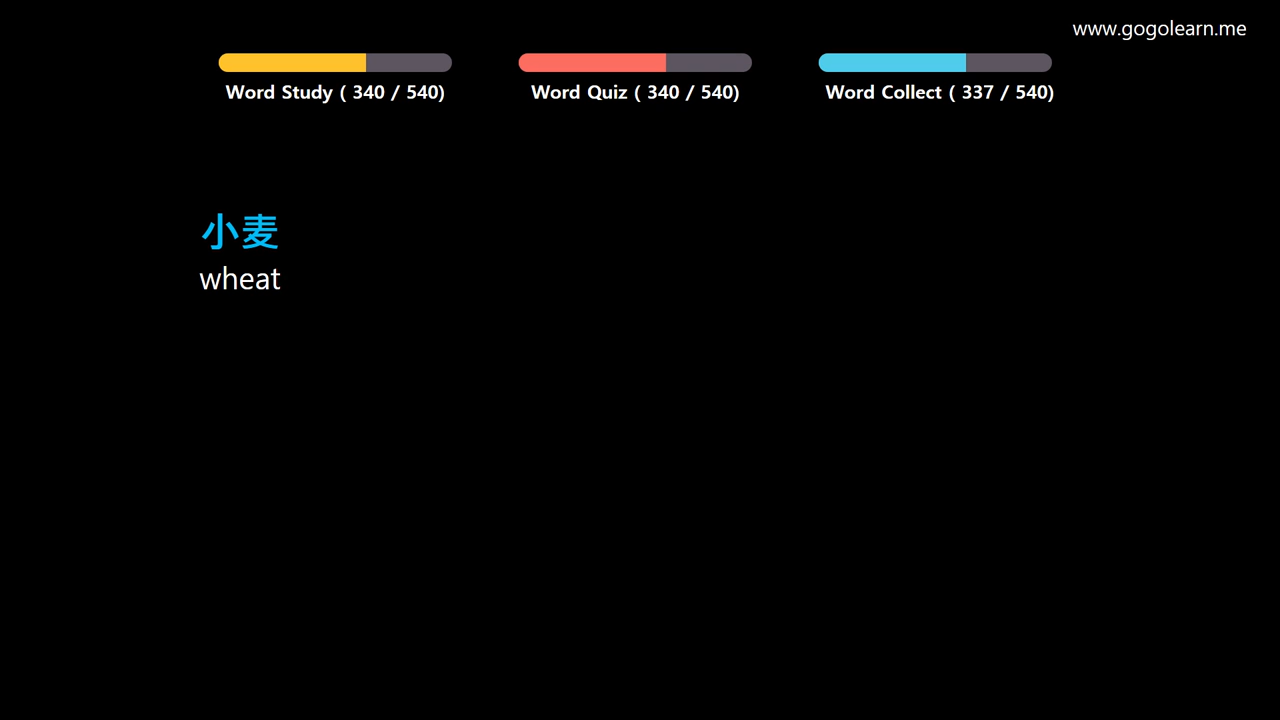 www.gogolearn.me
Word Study ( 340 / 540)
Word Quiz ( 340 / 540)
Word Collect ( 337 / 540)
小麦
wheat